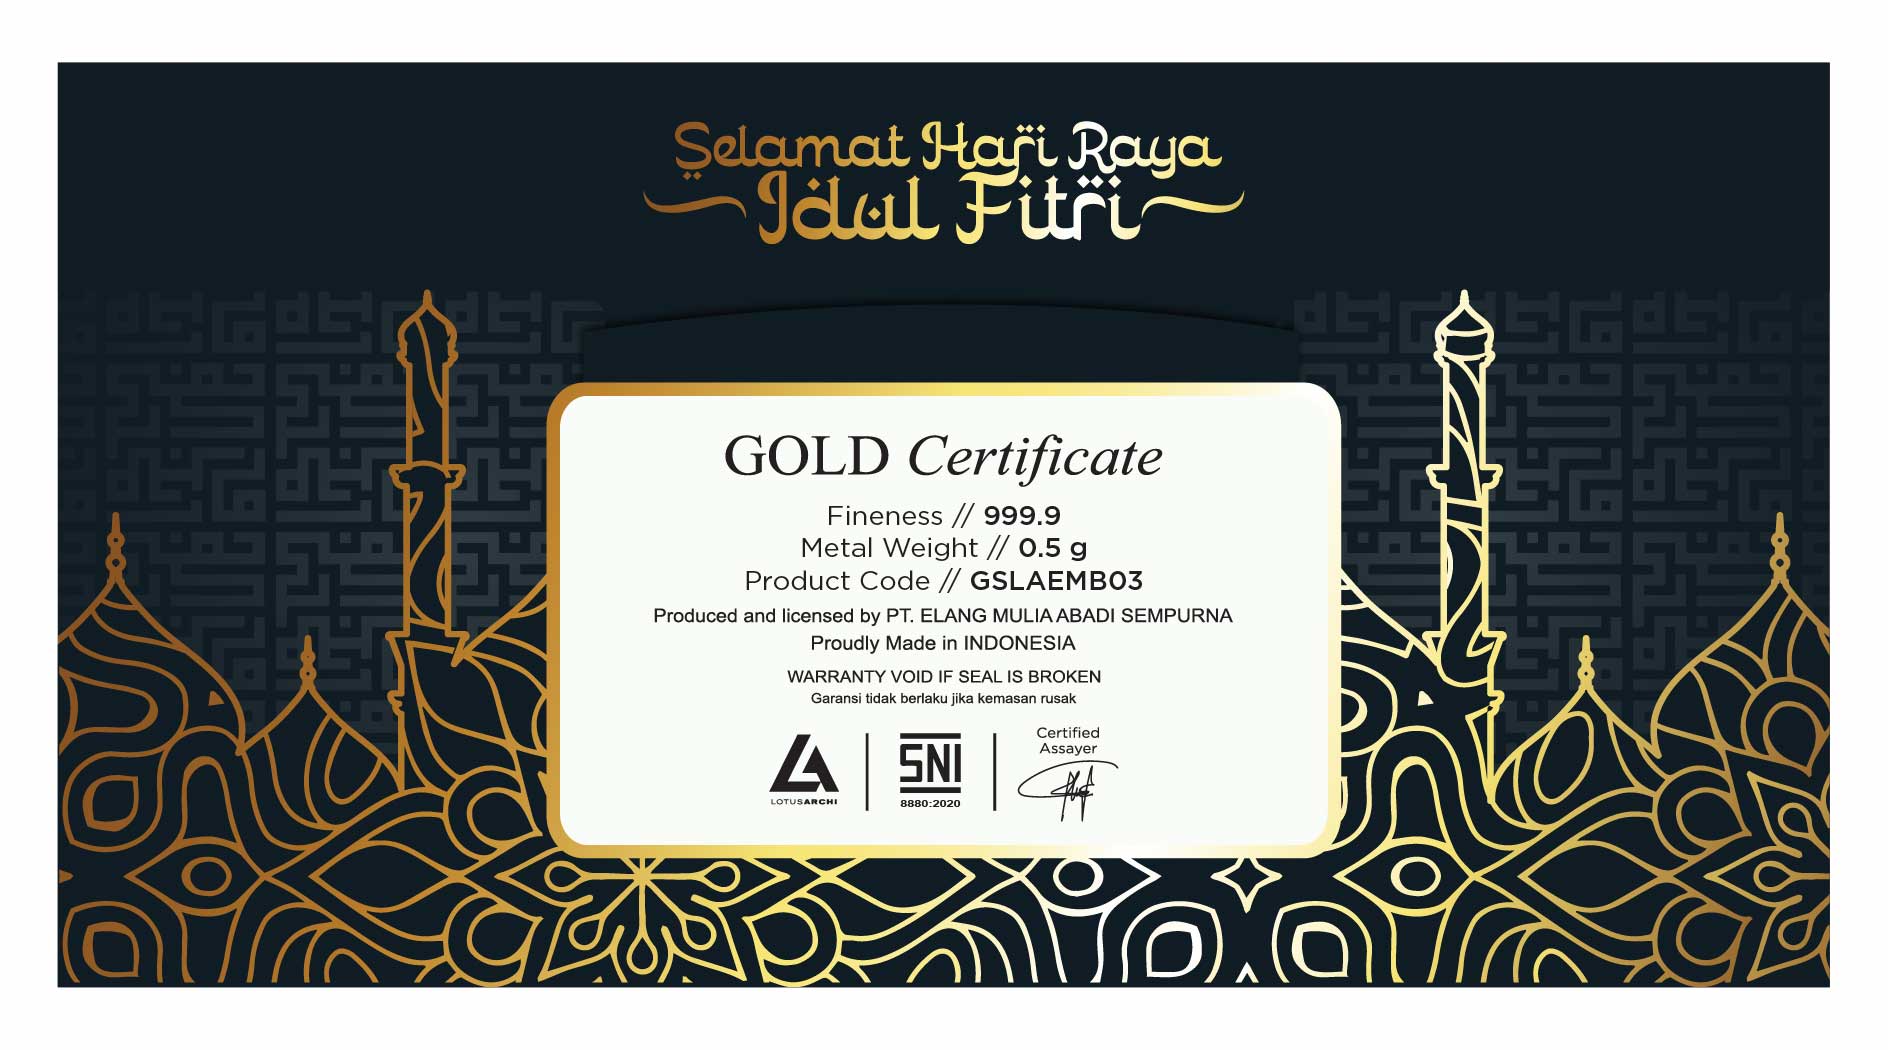 Selamat Hari Raya
Idul Fitri
GOLD Certificate
Fineness // 999.9
Metal Weight // 0.5 g
Product Code // GSLAEMB03
Produced and licensed by PT. ELANG MULIA ABADI SEMPURNA
Proudly Made in INDONESIA
WARRANTY VOID IF SEAL IS BROKEN
Garansi tidak berlaku jika kemasan rusak
LOTUSARCHI
SNI
8880:2020
Certified
Assayer